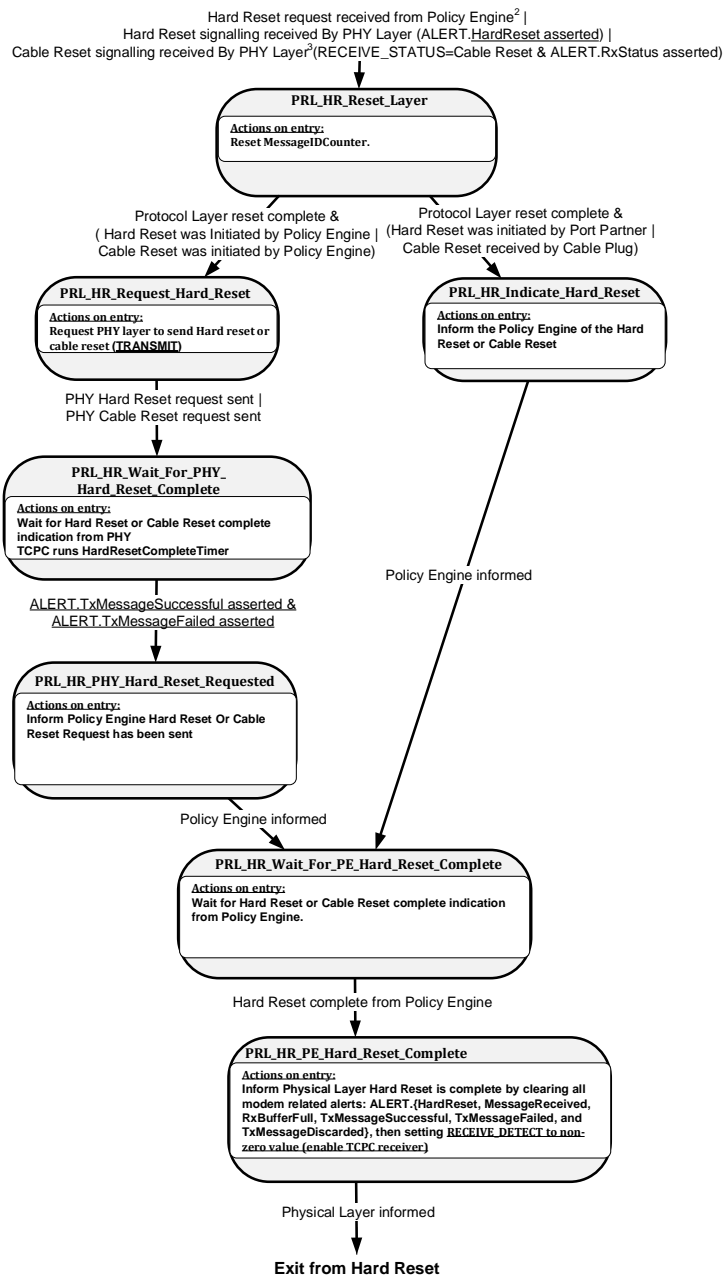 Hard Reset request received from Policy Engine2 |
Hard Reset signalling received By PHY Layer (ALERT.HardReset asserted) |
Cable Reset signalling received By PHY Layer3(RECEIVE_STATUS=Cable Reset & ALERT.RxStatus asserted)
PRL_HR_Reset_Layer
Actions on entry:
Reset MessageIDCounter.
Protocol Layer reset complete &
( Hard Reset was Initiated by Policy Engine |
Cable Reset was initiated by Policy Engine)
Protocol Layer reset complete &
(Hard Reset was initiated by Port Partner |
Cable Reset received by Cable Plug)
PRL_HR_Request_Hard_Reset
Actions on entry:
Request PHY layer to send Hard reset or
cable reset (TRANSMIT)
PRL_HR_Indicate_Hard_Reset
Actions on entry:
Inform the Policy Engine of the Hard
Reset or Cable Reset
PHY Hard Reset request sent |
PHY Cable Reset request sent
PRL_HR_Wait_For_PHY_
Hard_Reset_Complete
Actions on entry:
Wait for Hard Reset or Cable Reset complete
indication from PHY
TCPC runs HardResetCompleteTimer
Policy Engine informed
ALERT.TxMessageSuccessful asserted &
ALERT.TxMessageFailed asserted
PRL_HR_PHY_Hard_Reset_Requested
Actions on entry:
Inform Policy Engine Hard Reset Or Cable
Reset Request has been sent
Policy Engine informed
PRL_HR_Wait_For_PE_Hard_Reset_Complete
Actions on entry:
Wait for Hard Reset or Cable Reset complete indication
from Policy Engine.
Hard Reset complete from Policy Engine
PRL_HR_PE_Hard_Reset_Complete
Actions on entry:
Inform Physical Layer Hard Reset is complete by clearing all
modem related alerts: ALERT.{HardReset, MessageReceived,
RxBufferFull, TxMessageSuccessful, TxMessageFailed, and
TxMessageDiscarded}, then setting RECEIVE_DETECT to non-
zero value (enable TCPC receiver)
Physical Layer informed
Exit from Hard Reset